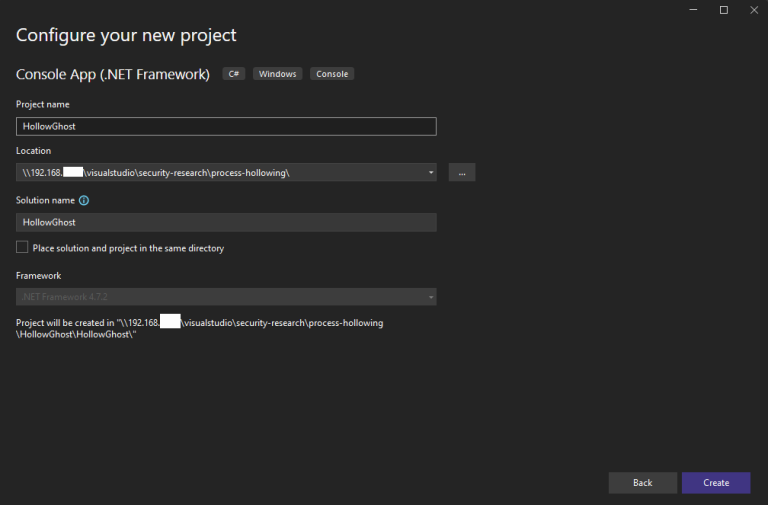 Configure your new project
Console App (.NET Framework) C# Windows Console
Project name
HollowGhost
Location
\\192.168. \visualstudio\security-research\process-hollowing\
...
Solution name
HollowGhost
Place solution and project in the same directory
Framework
.NET Framework 4.7.2
Project will be created in "\\192.168. \visualstudio\security-research\process-hollowing
\HollowGhost\HollowGhost\"
Back Create